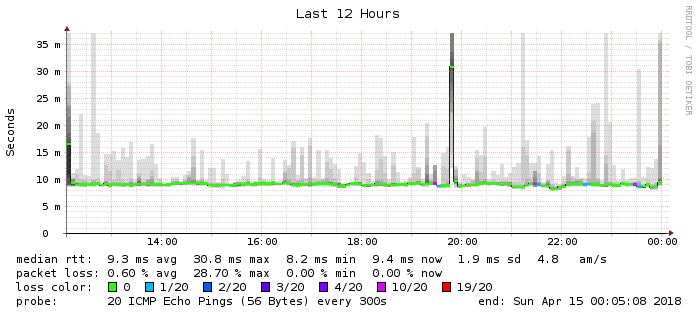 Last 12 Hours
RRDTOOL / TOBI OETIKER
Seconds
35 m
30 m
25 m
20 m
15 m
10 m
5 m
0
14:00 16:00 18:00 20:00 22:00 00:00
median rtt: 9.3 ms avg 30.8 ms max 8.2 ms min 9.4 ms now 1.9 ms sd 4.8 am/s
packet loss: 0.60 % avg 28.70 % max 0.00 % min 0.00 % now
loss color: 0 1/20 2/20 3/20 4/20 10/20 19/20
probe: 20 ICMP Echo Pings (56 Bytes) every 300s end: Sun Apr 15 00:05:08 2018